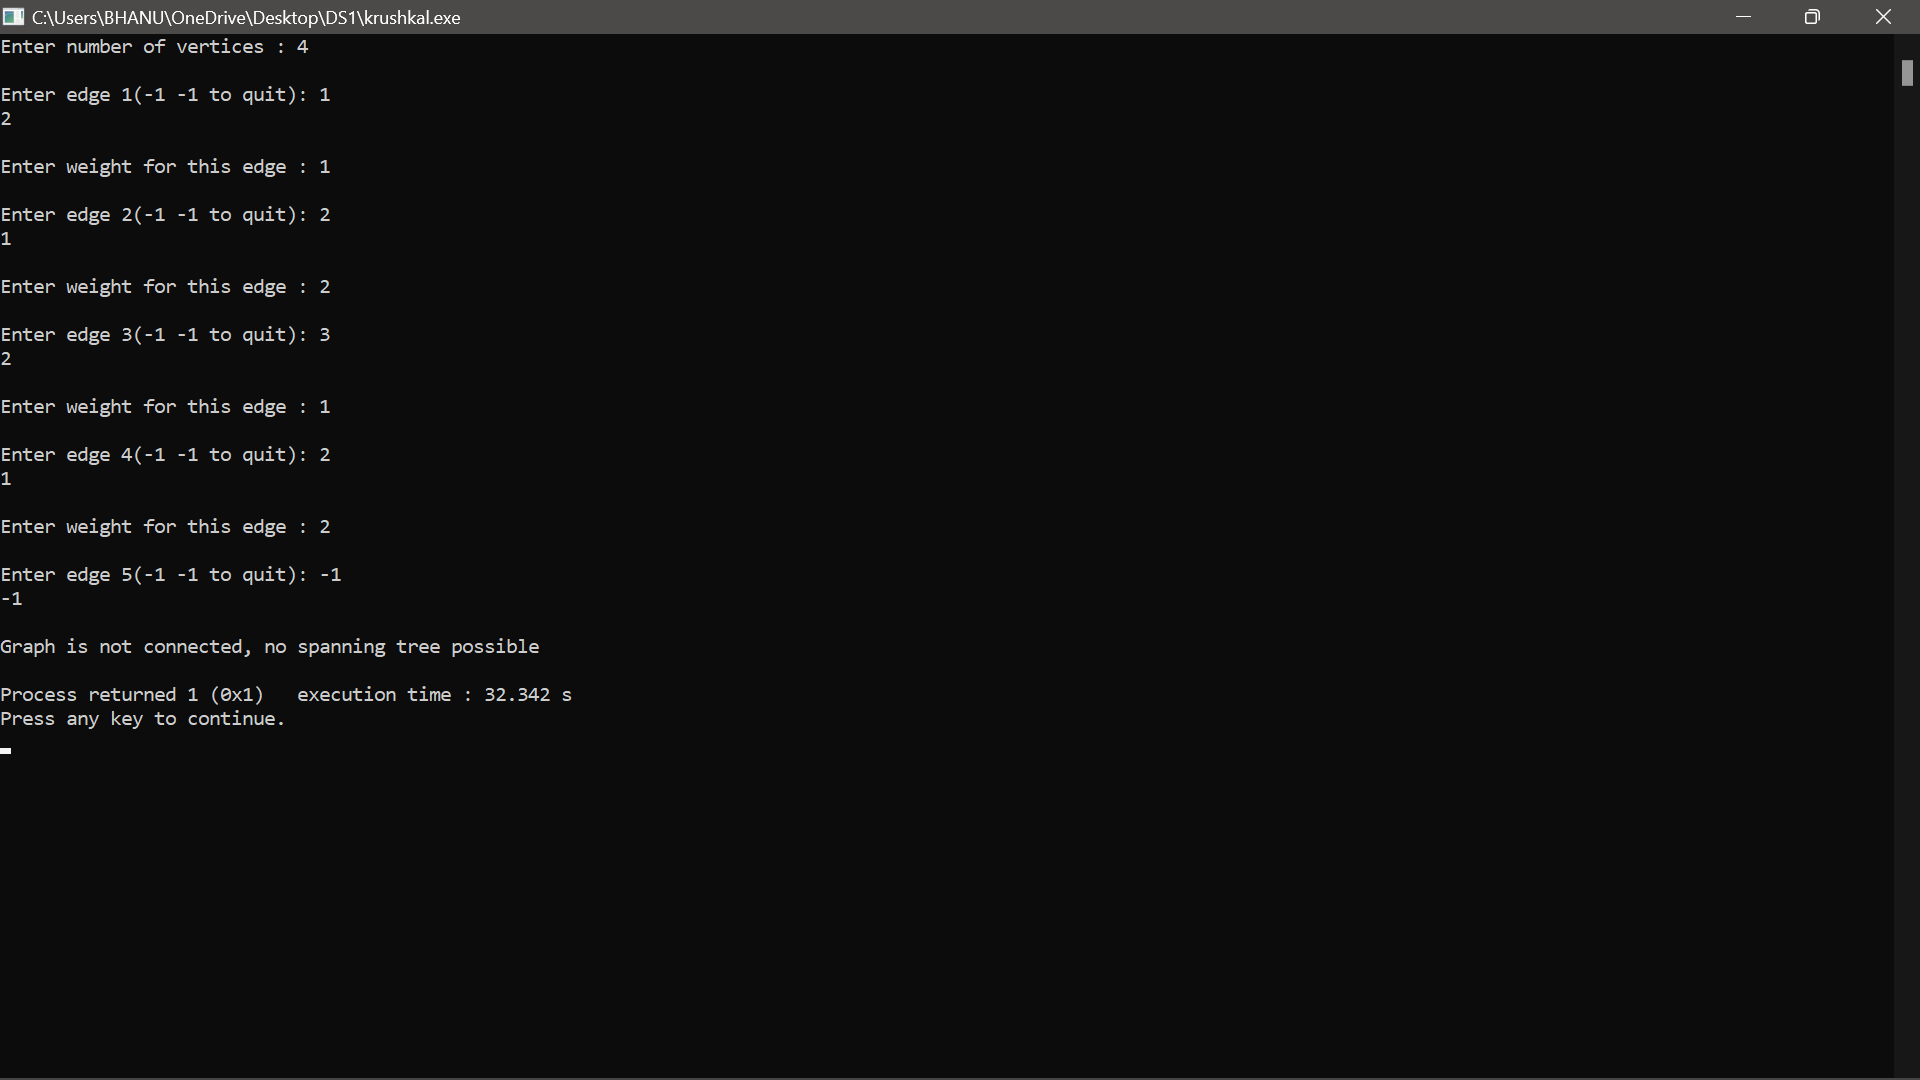 C:\Users\BHANU\OneDrive\Desktop\DS1\krushkal.exe
Enter number of vertices : 4
Enter edge 1(-1 -1 to quit): 1
2
Enter weight for this edge : 1
Enter edge 2(-1 -1 to quit): 2
1
Enter weight for this edge : 2
Enter edge 3(-1 -1 to quit): 3
2
Enter weight for this edge : 1
Enter edge 4(-1 -1 to quit): 2
1
Enter weight for this edge : 2
Enter edge 5(-1 -1 to quit): -1
-1
Graph is not connected, no spanning tree possible
Process returned 1 (0x1)   execution time : 32.342 s
Press any key to continue.